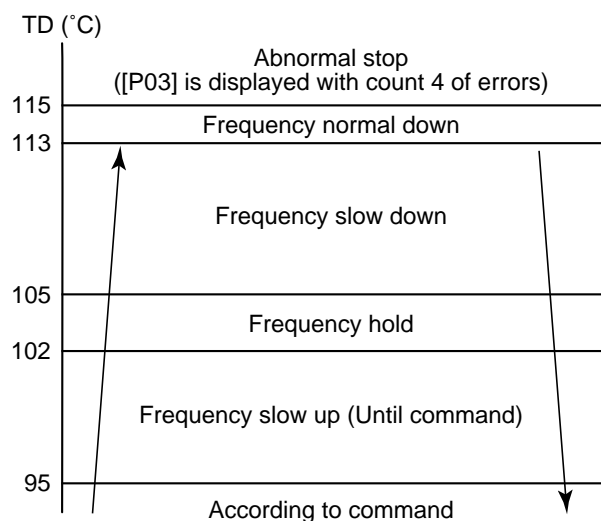 TD (˚C)
Abnormal stop
([P03] is displayed with count 4 of errors)
115
Frequency normal down
113
Frequency slow down
105
Frequency hold
102
Frequency slow up (Until command)
95
According to command